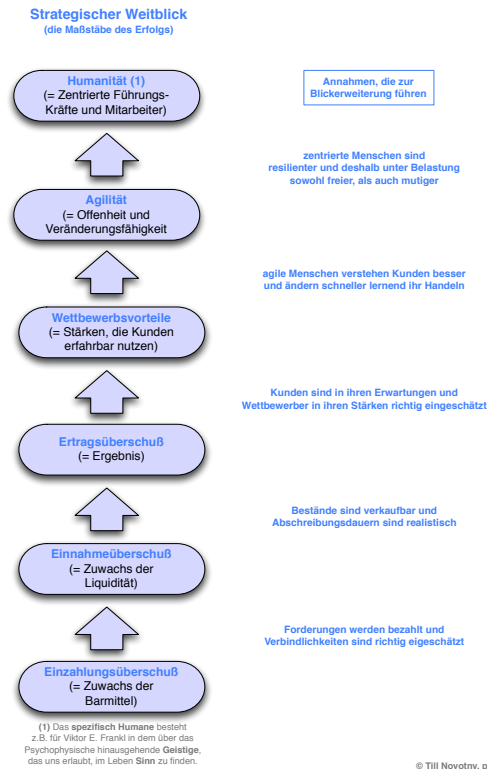 Strategischer Weitblick
(die Maßstäbe des Erfolgs)
Humanität (1)
(= Zentrierte Führungs-
Kräfte und Mitarbeiter)
Annahmen, die zur
Blickerweiterung führen
zentrierte Menschen sind
resilienter und deshalb unter Belastung
sowohl freier, als auch mutiger
Agilität
(= Offenheit und
Veränderungsfähigkeit
agile Menschen verstehen Kunden besser
und ändern schneller lernend ihr Handeln
Wettbewerbsvorteile
(= Stärken, die Kunden
erfahrbar nutzen)
Kunden sind in ihren Erwartungen und
Wettbewerber in ihren Stärken richtig eingeschätzt
Ertragsüberschuß
(= Ergebnis)
Bestände sind verkaufbar und
Abschreibungsdauern sind realistisch
Einnahmeüberschuß
(= Zuwachs der
Liquidität)
Forderungen werden bezahlt und
Verbindlichkeiten sind richtig eigeschätzt
Einzahlungsüberschuß
(= Zuwachs der
Barmittel)
(1) Das spezifisch Humane besteht
z.B. für Viktor E. Frankl in dem über das
Psychophysische hinausgehende Geistige,
das uns erlaubt, im Leben Sinn zu finden.
© Till Novotny, p